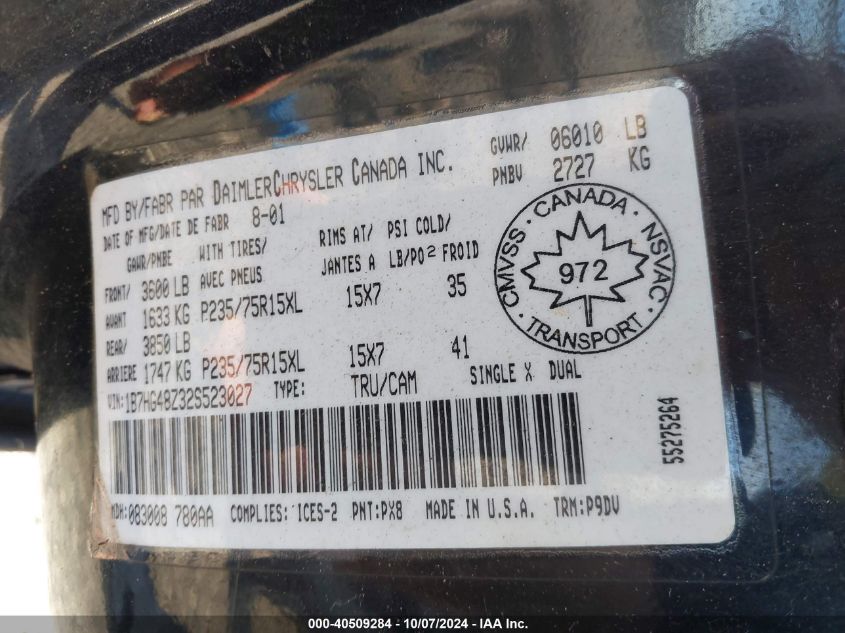 MFD BY/FABR PAR DAIMLERCHRYSLER CANADA INC.
DATE OF MFG/DATE DE FABR 8-01
GVWR/ 06010 LB
PNBV 2727 KG
GAWR/PNBE WITH TIRES/ RIMS AT/ PSI COLD/
AVEC PNEUS JANTES A LB/PO2 FROID
FRONT/ 3600 LB
AVANT 1633 KG P235/75R15XL 15X7 35
REAR/ 3850 LB
ARRIERE 1747 KG P235/75R15XL 15X7 41
VIN:1B7HG48Z32S523027 TYPE: TRU/CAM SINGLE X DUAL
CMVSS · CANADA · NSVAC · TRANSPORT ·
972
55275264
MDH:083008 780AA COMPLIES: ICES-2 PNT:PX8 MADE IN U.S.A. TRM:P9DV
000-40509284 - 10/07/2024 - IAA Inc.